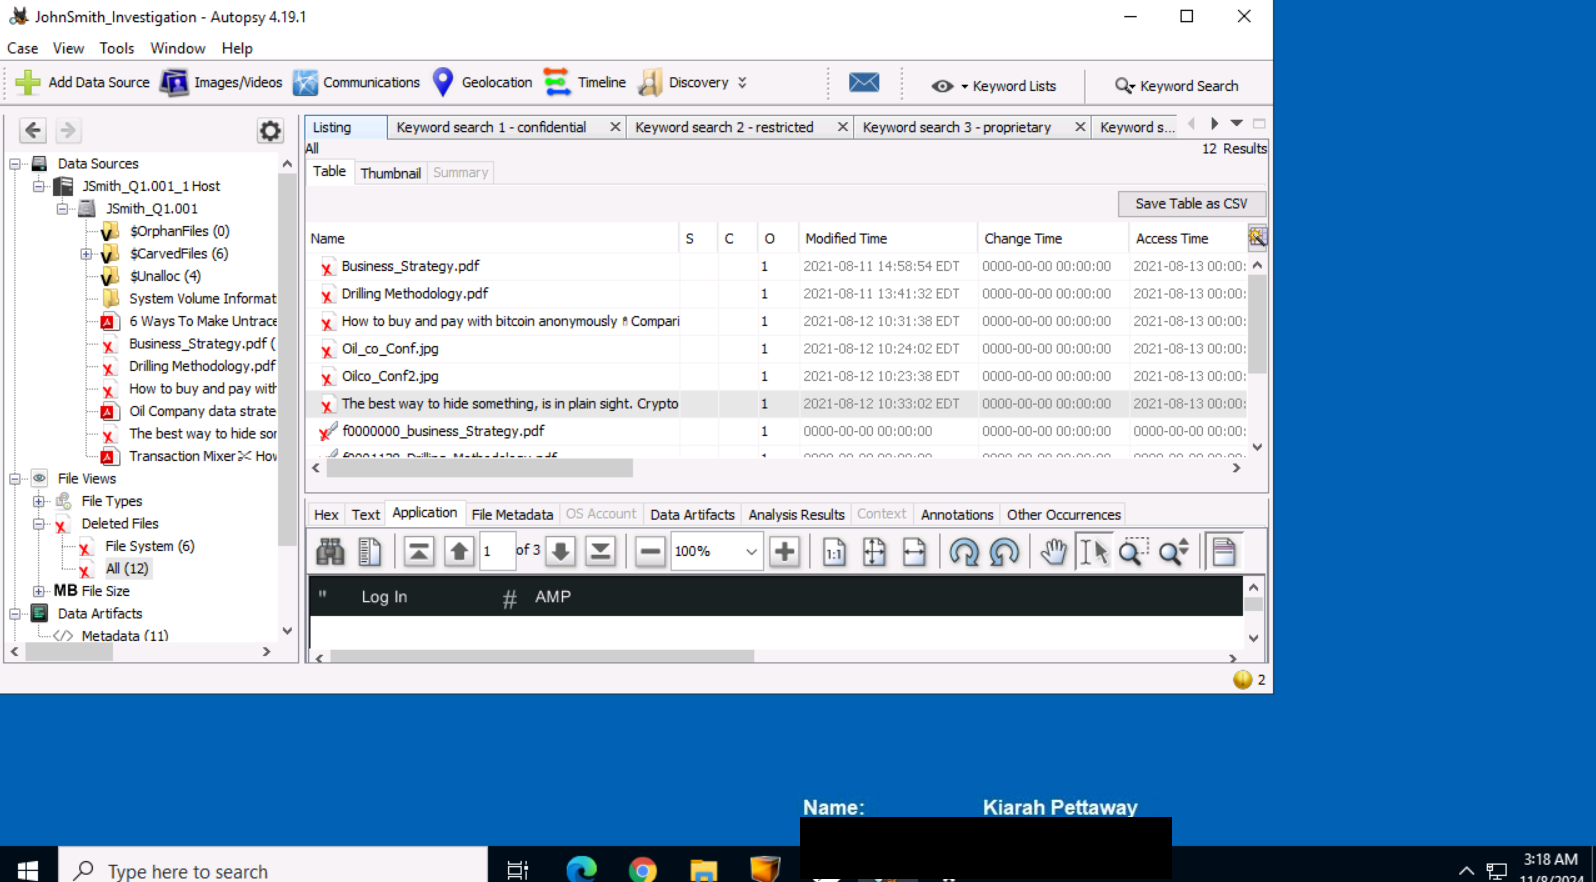 JohnSmith_Investigation - Autopsy 4.19.1
Case View Tools Window Help
Add Data Source Images/Videos Communications Geolocation Timeline Discovery Keyword Lists Keyword Search
Listing Keyword search 1 - confidential Keyword search 2 - restricted Keyword search 3 - proprietary Keyword s...
All 12 Results
Table Thumbnail Summary
Save Table as CSV
Name S C O Modified Time Change Time Access Time
Business_Strategy.pdf 1 2021-08-11 14:58:54 EDT 0000-00-00 00:00:00 2021-08-13 00:00:
Drilling Methodology.pdf 1 2021-08-11 13:41:32 EDT 0000-00-00 00:00:00 2021-08-13 00:00:
How to buy and pay with bitcoin anonymously Compari 1 2021-08-12 10:31:38 EDT 0000-00-00 00:00:00 2021-08-13 00:00:
Oil_co_Conf.jpg 1 2021-08-12 10:24:02 EDT 0000-00-00 00:00:00 2021-08-13 00:00:
Oilco_Conf2.jpg 1 2021-08-12 10:23:38 EDT 0000-00-00 00:00:00 2021-08-13 00:00:
The best way to hide something, is in plain sight. Crypto 1 2021-08-12 10:33:02 EDT 0000-00-00 00:00:00 2021-08-13 00:00:
f0000000_business_Strategy.pdf 1 0000-00-00 00:00:00 0000-00-00 00:00:00 0000-00-00 00:00:
Data Sources
JSmith_Q1.001_1 Host
JSmith_Q1.001
$OrphanFiles (0)
$CarvedFiles (6)
$Unalloc (4)
System Volume Informat
6 Ways To Make Untrace
Business_Strategy.pdf (
Drilling Methodology.pdf
How to buy and pay with
Oil Company data strate
The best way to hide sor
Transaction Mixer✂ How
File Views
File Types
Deleted Files
File System (6)
All (12)
MB File Size
Data Artifacts
Metadata (11)
Hex Text Application File Metadata OS Account Data Artifacts Analysis Results Context Annotations Other Occurrences
1 of 3 100% 1:1
" Log In # AMP
2
Name: Kiarah Pettaway
Type here to search
3:18 AM
11/8/2024